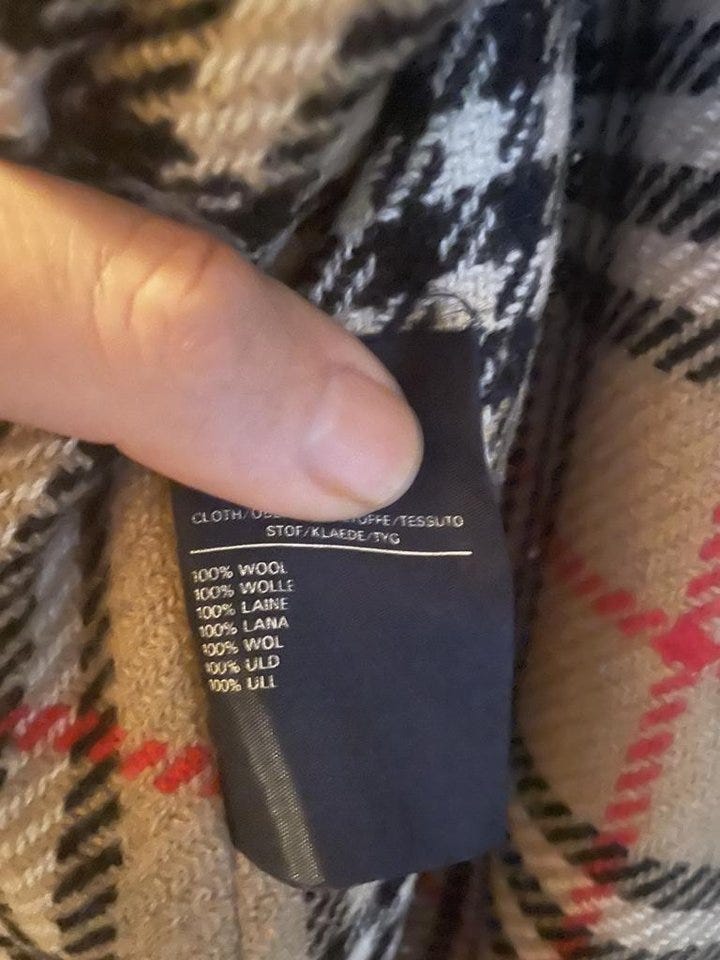 CLOTH/ /TESSUTO
STOF/KLAEDE/TYG
100% WOOL
100% WOLLE
100% LAINE
100% LANA
100% WOL
100% ULD
100% ULL